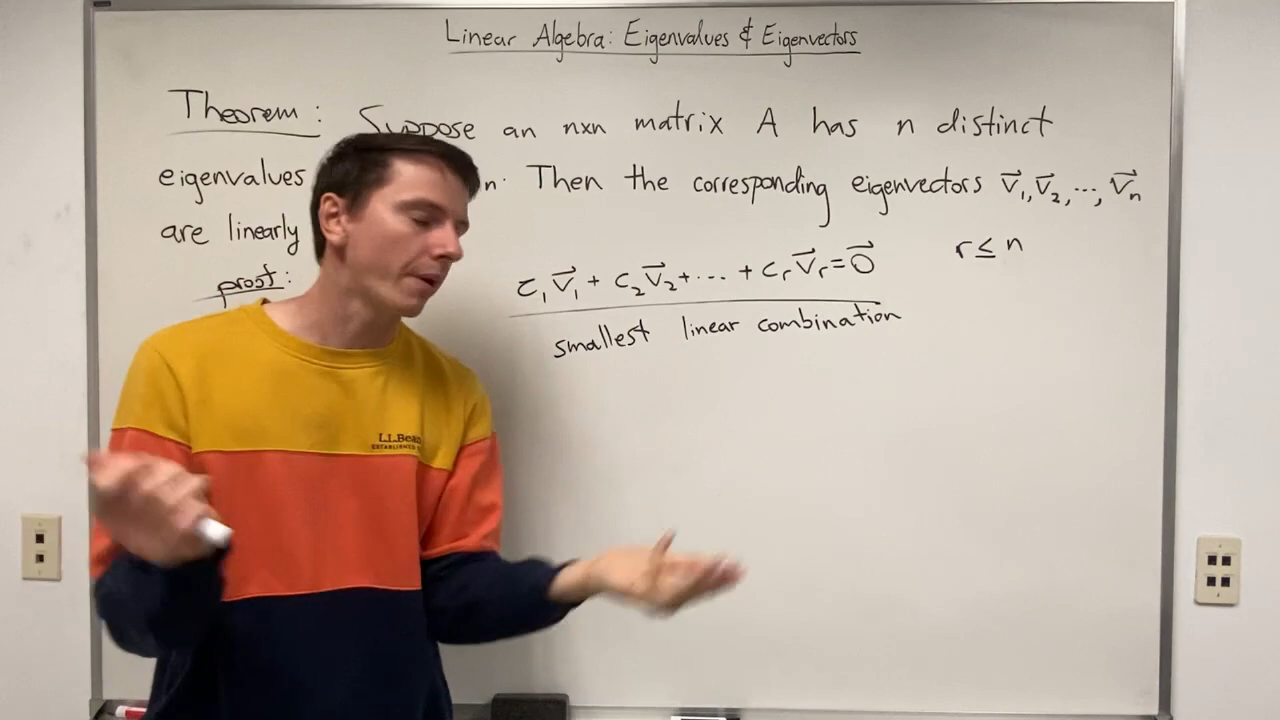 Linear Algebra: Eigenvalues & Eigenvectors
Theorem: Suppose an nxn matrix A has n distinct
eigenvalues n. Then the corresponding eigenvectors v⃗₁, v⃗₂, ..., v⃗ₙ
are linearly
proof: c₁v⃗₁ + c₂v⃗₂ + ... + cᵣv⃗ᵣ = 0⃗ r ≤ n
smallest linear combination
L.L.Bean